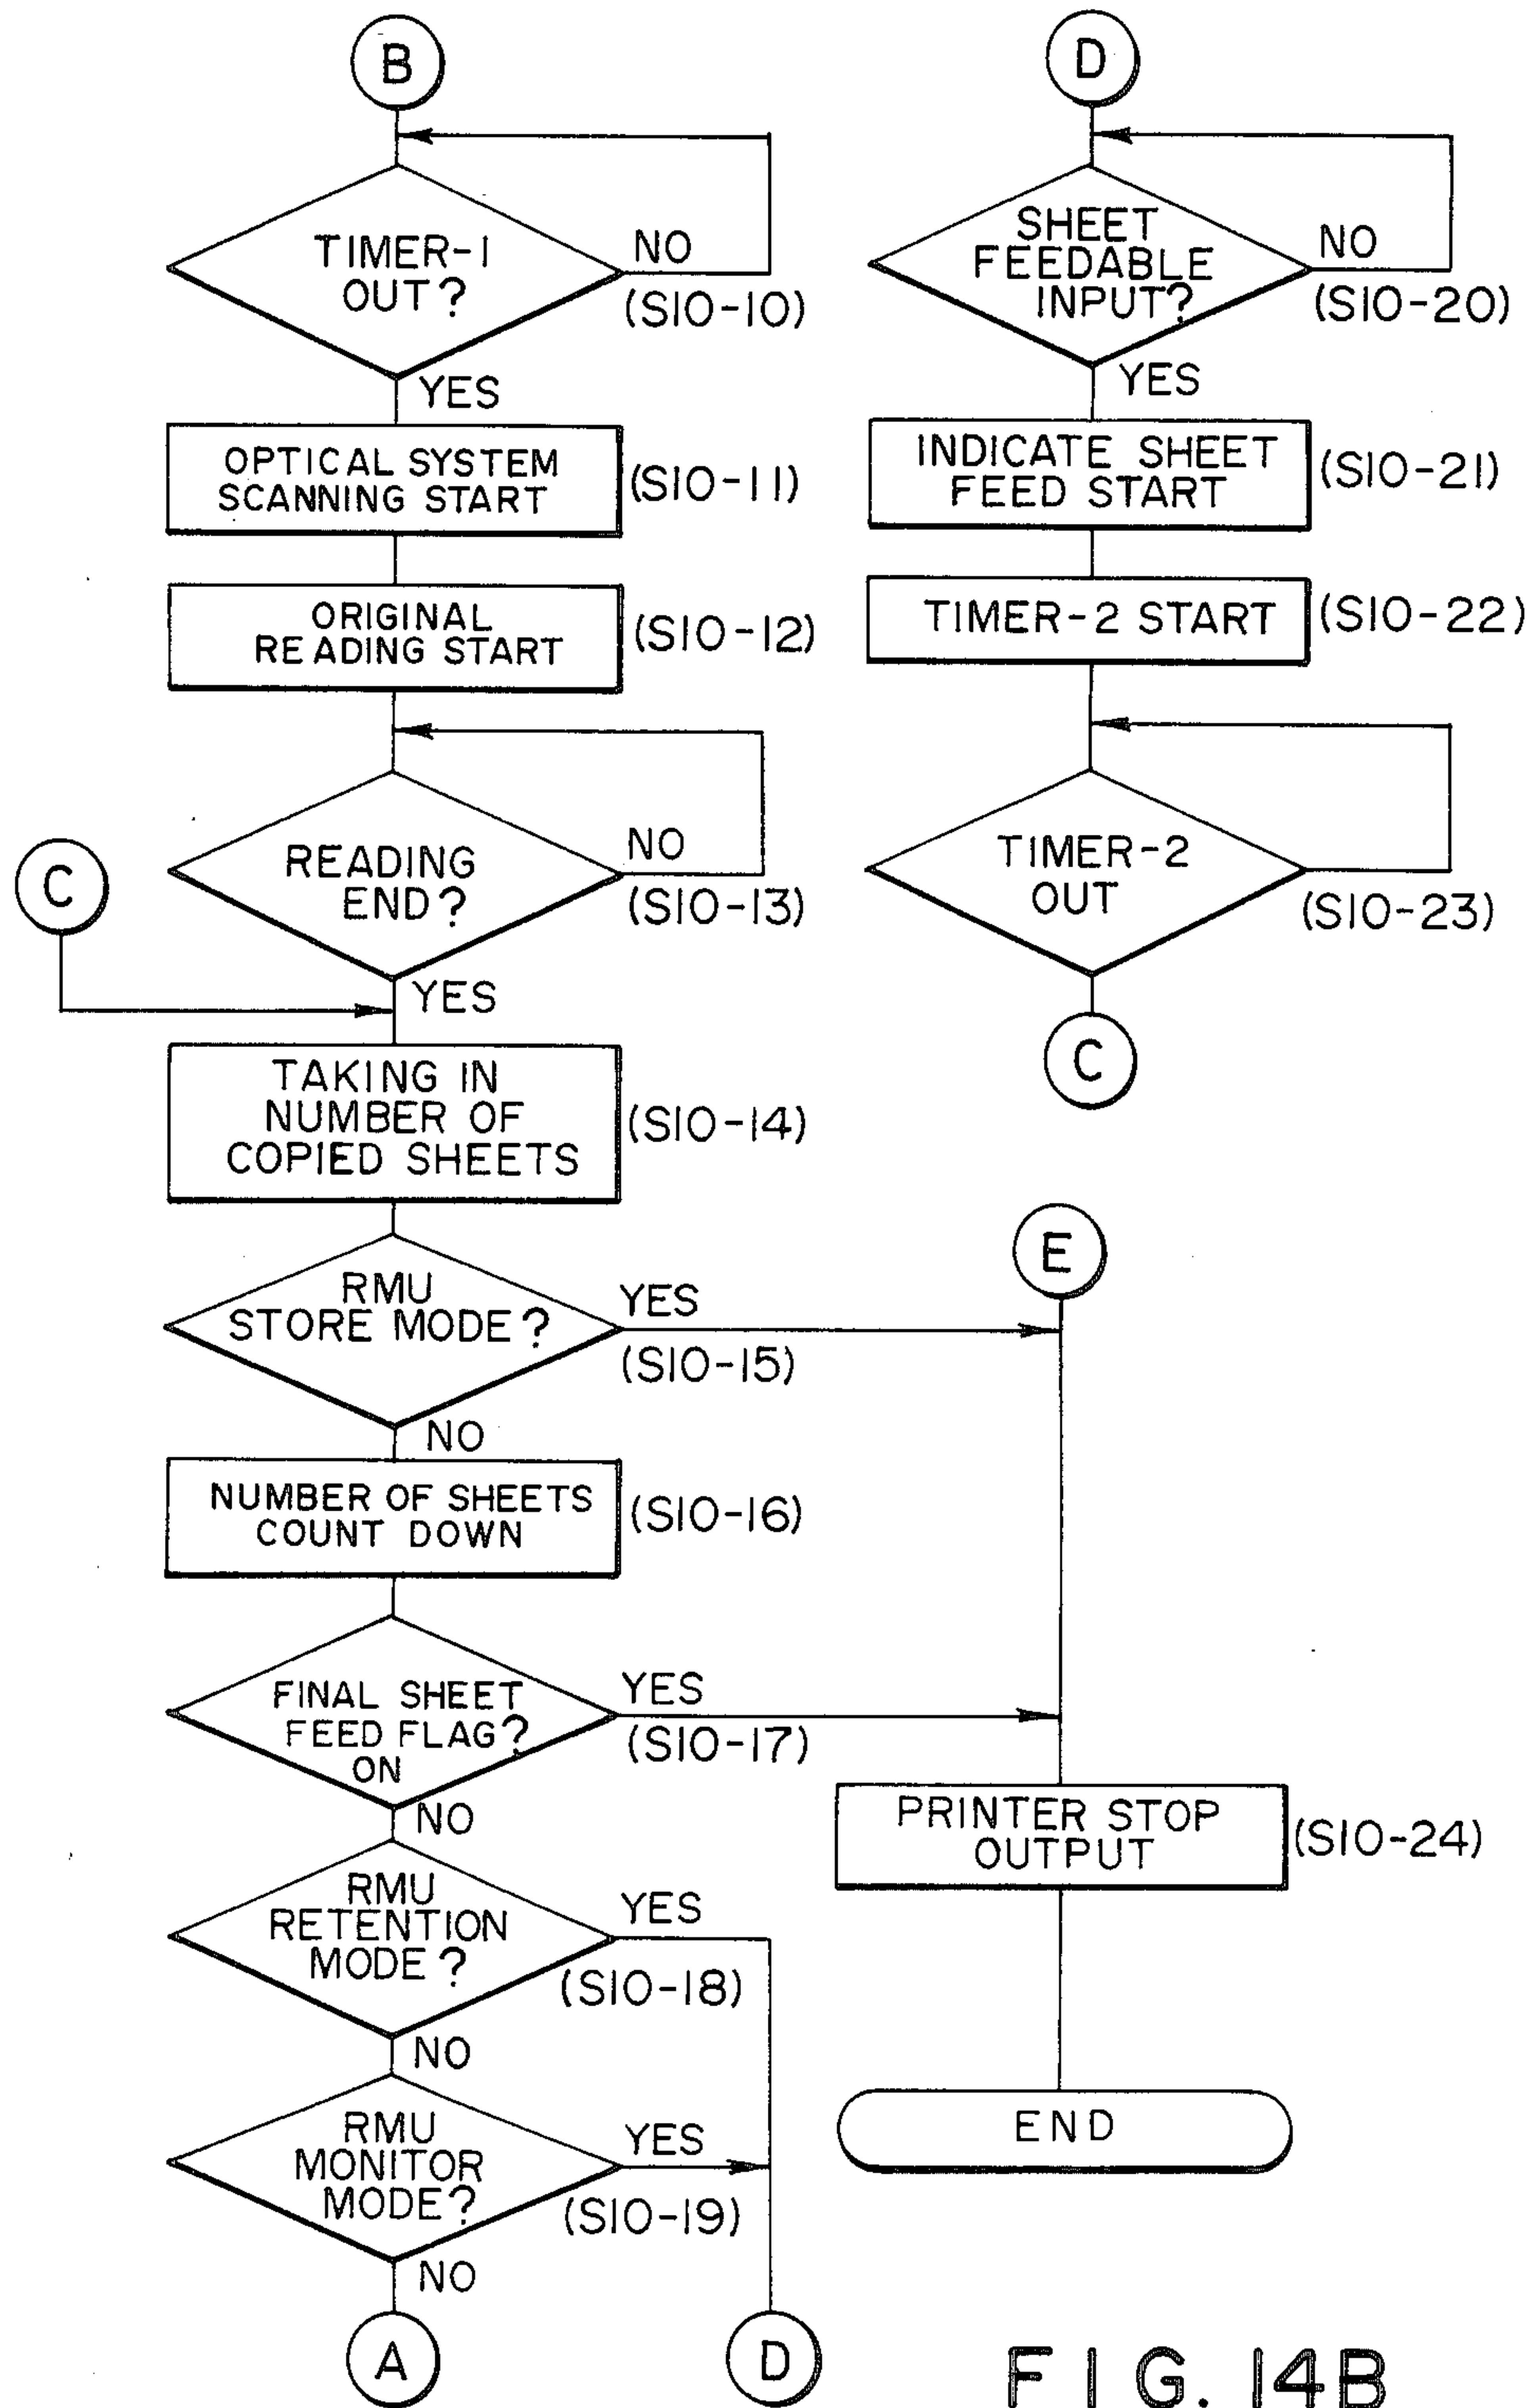 B
TIMER-1
OUT?
NO
(S10-10)
YES
OPTICAL SYSTEM
SCANNING START
(S10-11)
ORIGINAL
READING START
(S10-12)
READING
END?
NO
(S10-13)
C
YES
TAKING IN
NUMBER OF
COPIED SHEETS
(S10-14)
RMU
STORE MODE?
YES
(S10-15)
NO
NUMBER OF SHEETS
COUNT DOWN
(S10-16)
FINAL SHEET
FEED FLAG?
ON
YES
(S10-17)
NO
RMU
RETENTION
MODE?
YES
(S10-18)
NO
RMU
MONITOR
MODE?
YES
(S10-19)
NO
A
D
D
SHEET
FEEDABLE
INPUT?
NO
(S10-20)
YES
INDICATE SHEET
FEED START
(S10-21)
TIMER-2 START
(S10-22)
TIMER-2
OUT
(S10-23)
C
E
PRINTER STOP
OUTPUT
(S10-24)
END
FIG. 14B